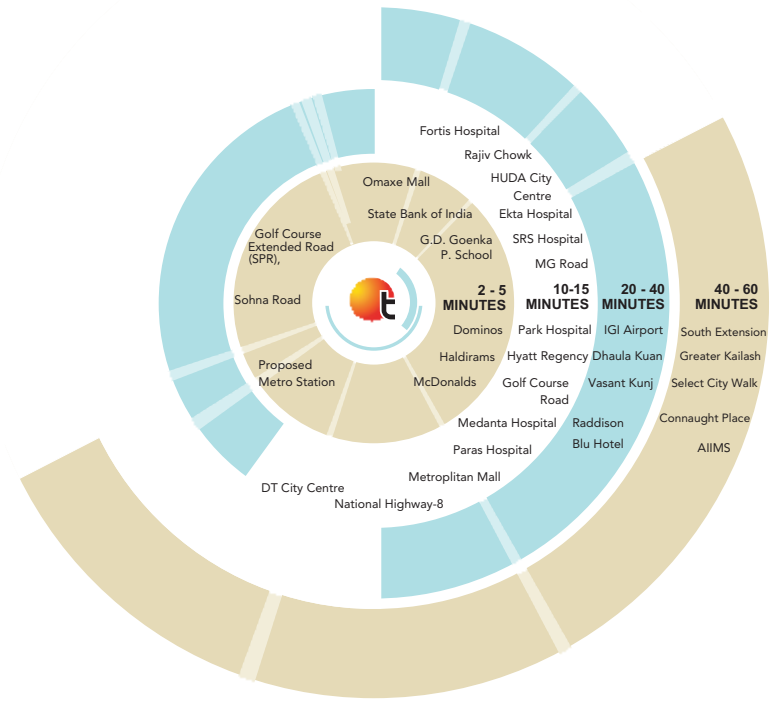 Omaxe Mall
State Bank of India
G.D. Goenka
P. School
Golf Course
Extended Road
(SPR),
Sohna Road
Proposed
Metro Station
t
2 - 5
MINUTES
Dominos
Haldirams
McDonalds
Fortis Hospital
Rajiv Chowk
HUDA City
Centre
Ekta Hospital
SRS Hospital
MG Road
10-15
MINUTES
Park Hospital
Hyatt Regency
Golf Course
Road
Medanta Hospital
Paras Hospital
Metroplitan Mall
National Highway-8
DT City Centre
20 - 40
MINUTES
IGI Airport
Dhaula Kuan
Vasant Kunj
Raddison
Blu Hotel
40 - 60
MINUTES
South Extension
Greater Kailash
Select City Walk
Connaught Place
AIIMS